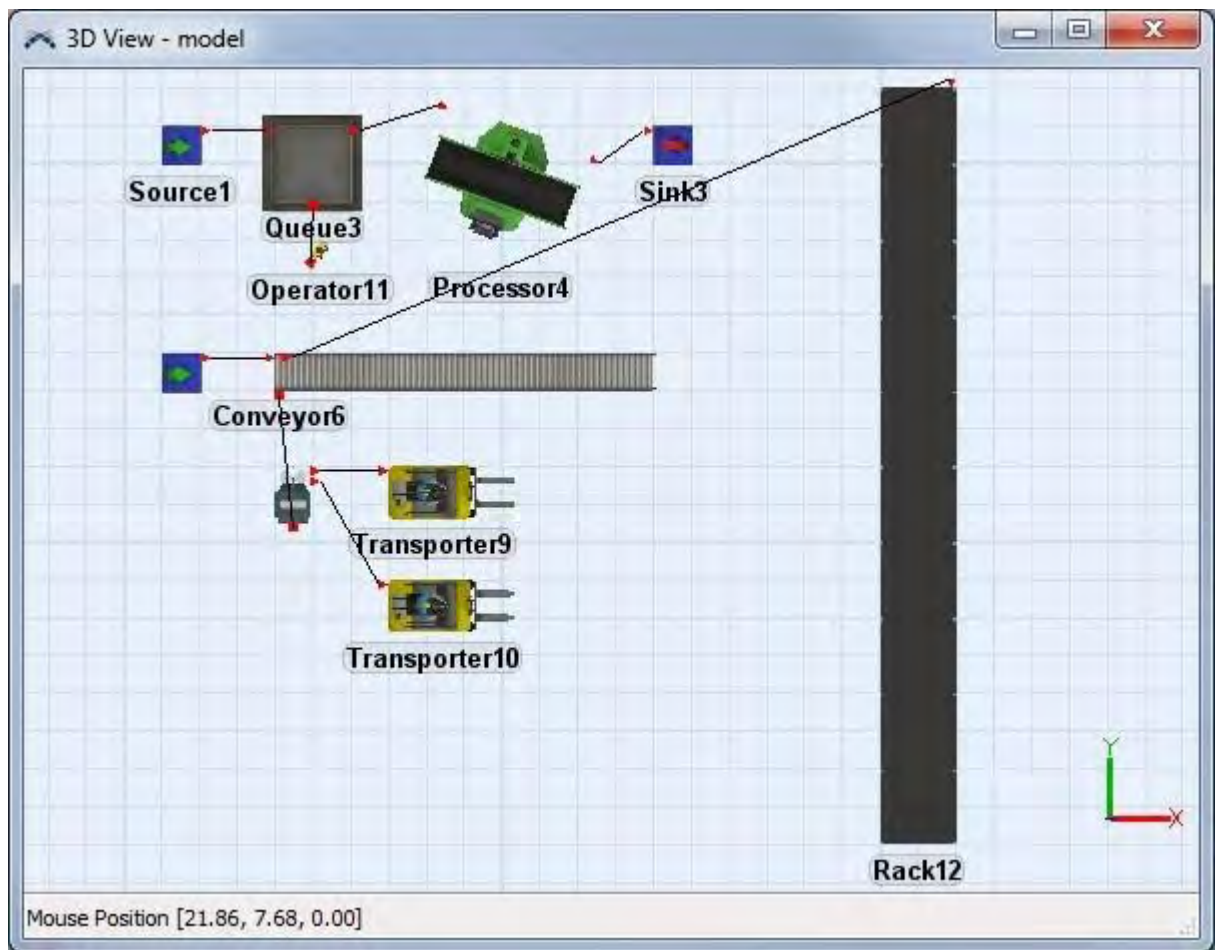 3D View - model
Source1
Queue3
Sink3
Operator11
Processor4
Conveyor6
Transporter9
Transporter10
Rack12
Y
X
Mouse Position [21.86, 7.68, 0.00]